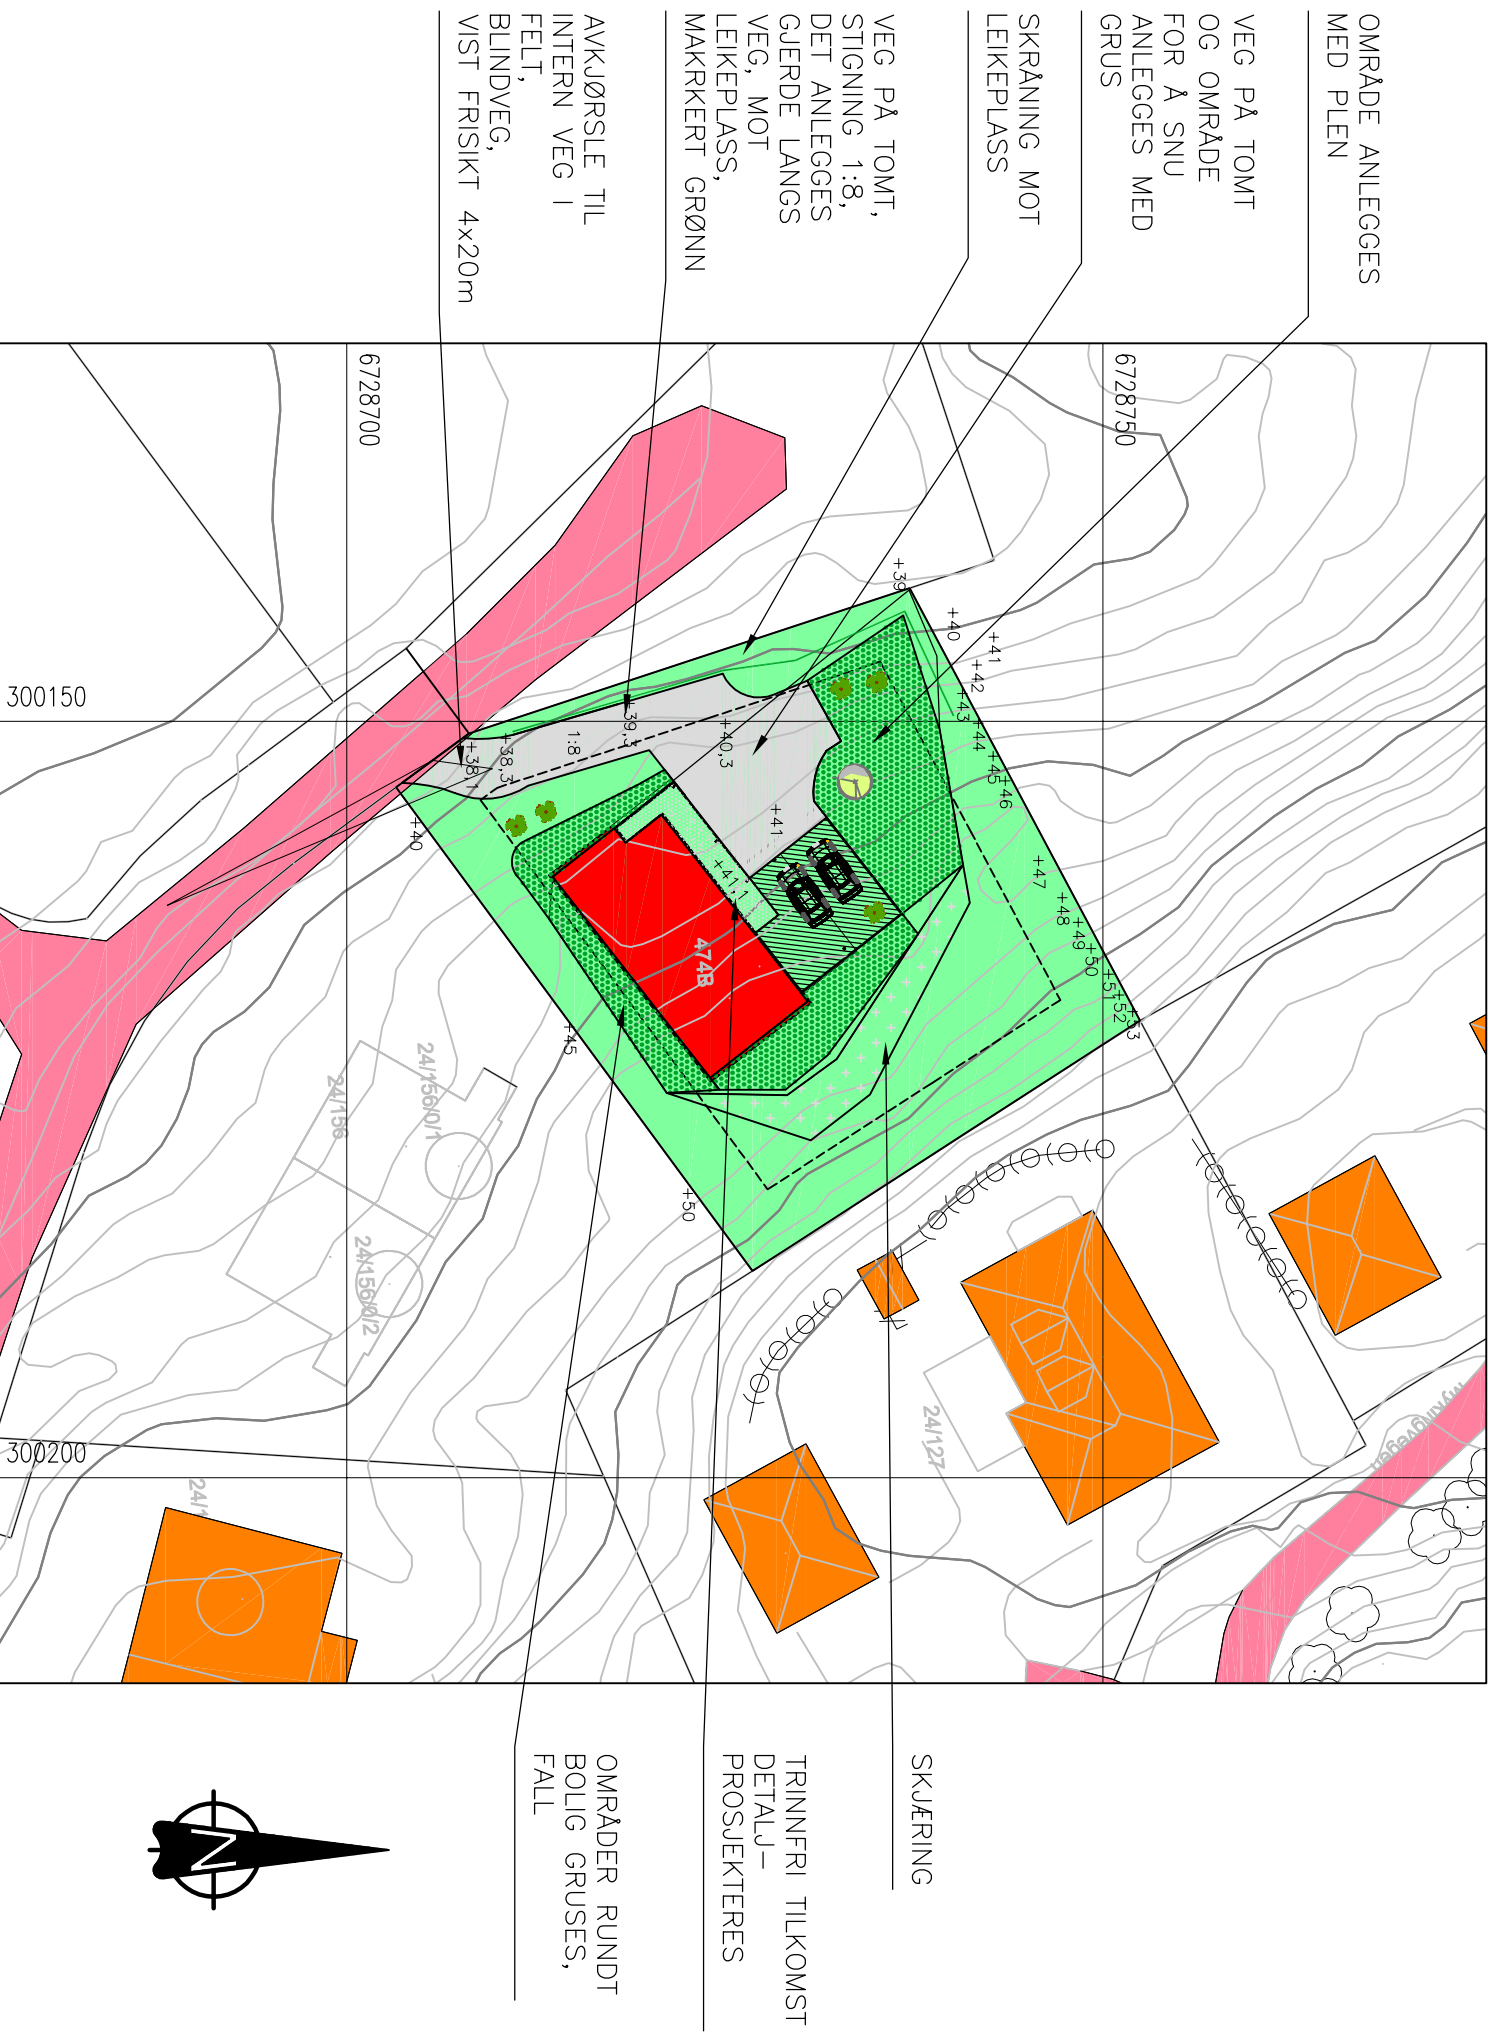 OMRÅDE ANLEGGES
MED PLEN
VEG PÅ TOMT
OG OMRÅDE
FOR Å SNU
ANLEGGES MED
GRUS
SKRÅNING MOT
LEIKEPLASS
VEG PÅ TOMT,
STIGNING 1:8,
DET ANLEGGES
GJERDE LANGS
VEG, MOT
LEIKEPLASS,
MAKRKERT GRØNN
AVKJØRSLE TIL
INTERN VEG I
FELT,
BLINDVEG,
VIST FRISIKT 4x20m
6728750
6728700
300150
300200
+39
+40
+41
+42
+43
+44
+45
+46
+47
+48
+49
+50
+51
+52
+53
+40,3
+39,3
1:8
+38,3
+38,1
+41
+41,1
474B
+40
+45
+50
24/156/0/1
24/156
24/156/0/2
24/127
24/1
Mykingvegen
SKJÆRING
TRINNFRI TILKOMST
DETALJ-
PROSJEKTERES
OMRÅDER RUNDT
BOLIG GRUSES,
FALL
N